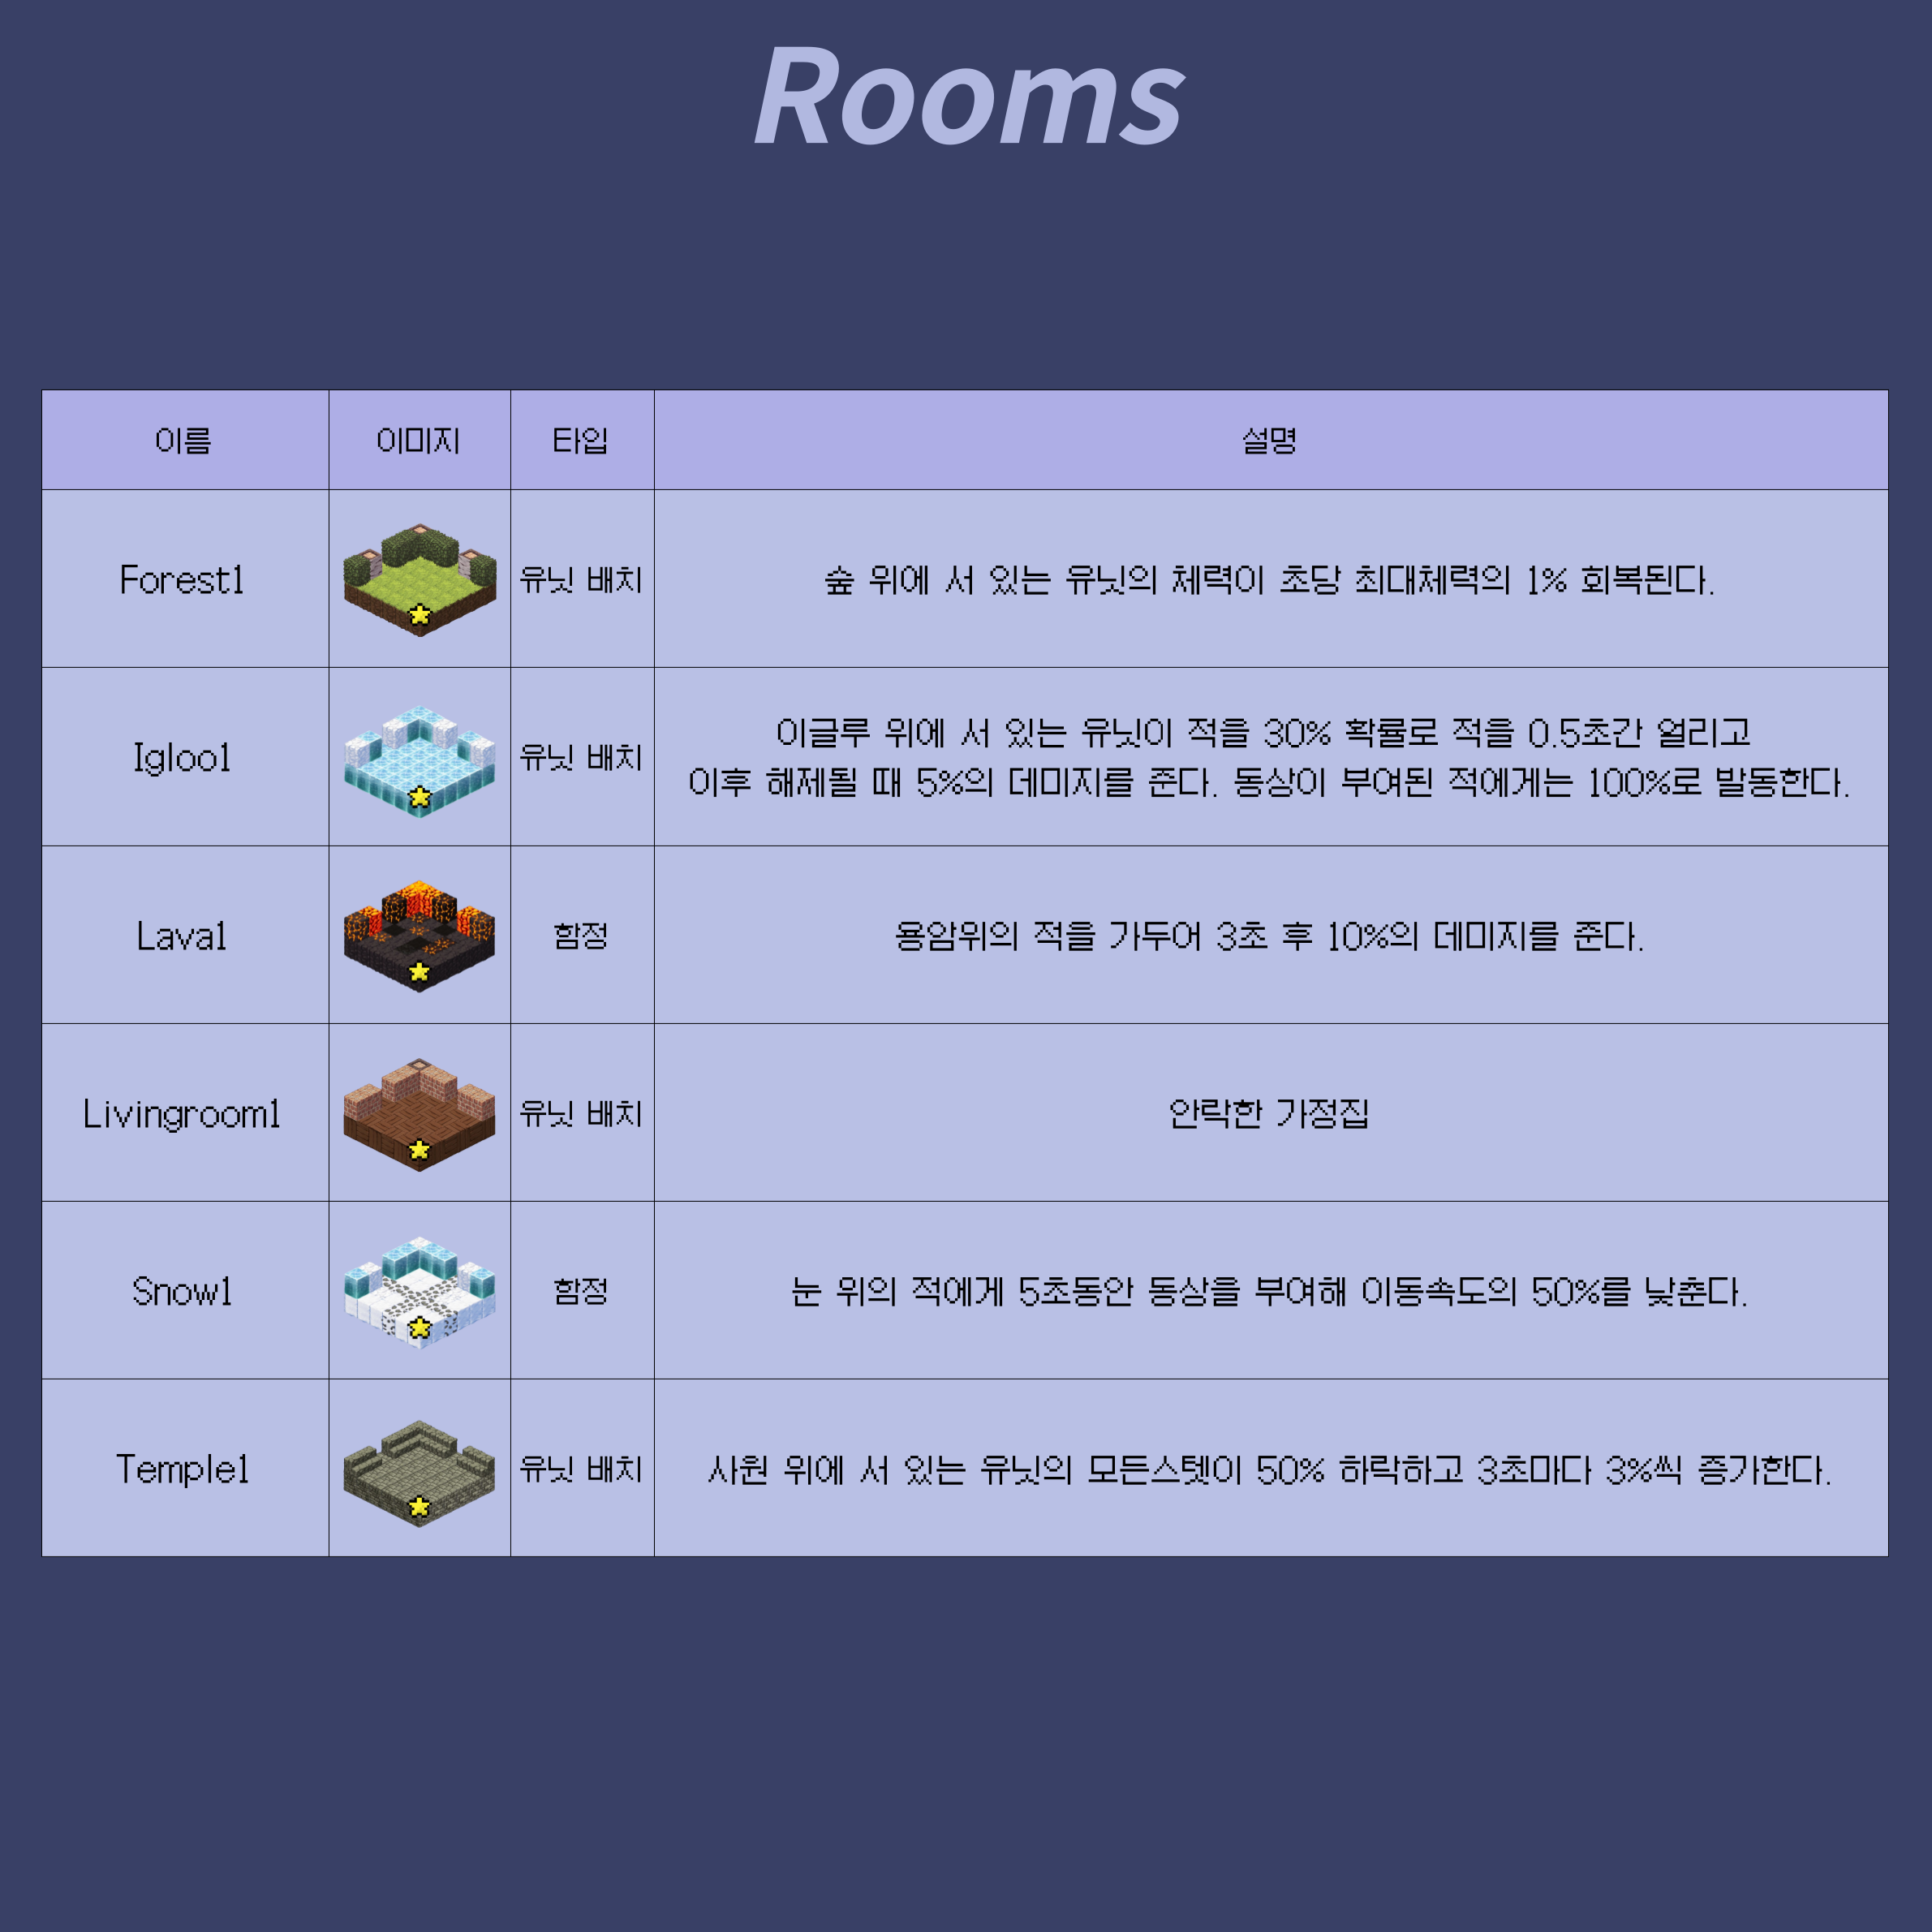 Rooms
이름 이미지 타입 설명
Forest1 유닛 배치 숲 위에 서 있는 유닛의 체력이 초당 최대체력의 1% 회복된다.
Igloo1 유닛 배치 이글루 위에 서 있는 유닛이 적을 30% 확률로 적을 0.5초간 얼리고
이후 해제될 때 5%의 데미지를 준다. 동상이 부여된 적에게는 100%로 발동한다.
Lava1 함정 용암위의 적을 가두어 3초 후 10%의 데미지를 준다.
Livingroom1 유닛 배치 안락한 가정집
Snow1 함정 눈 위의 적에게 5초동안 동상을 부여해 이동속도의 50%를 낮춘다.
Temple1 유닛 배치 사원 위에 서 있는 유닛의 모든스텟이 50% 하락하고 3초마다 3%씩 증가한다.